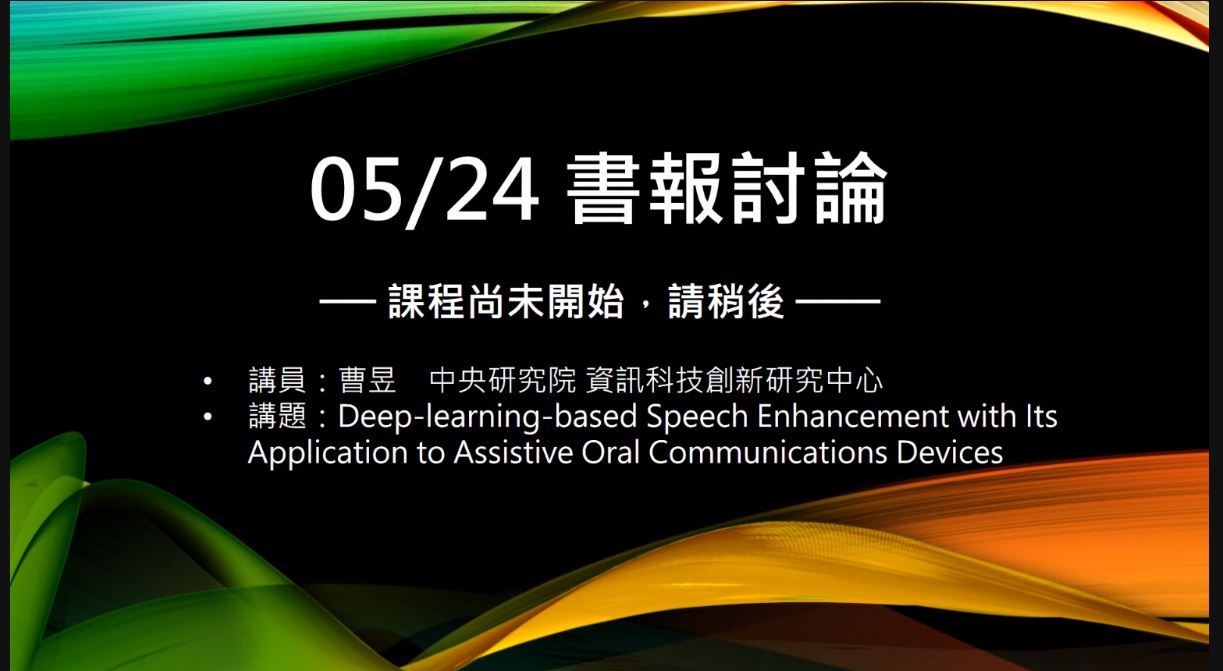 05/24 書報討論
── 課程尚未開始，請稍後 ───
• 講員：曹昱　中央研究院 資訊科技創新研究中心
• 講題：Deep-learning-based Speech Enhancement with Its
Application to Assistive Oral Communications Devices